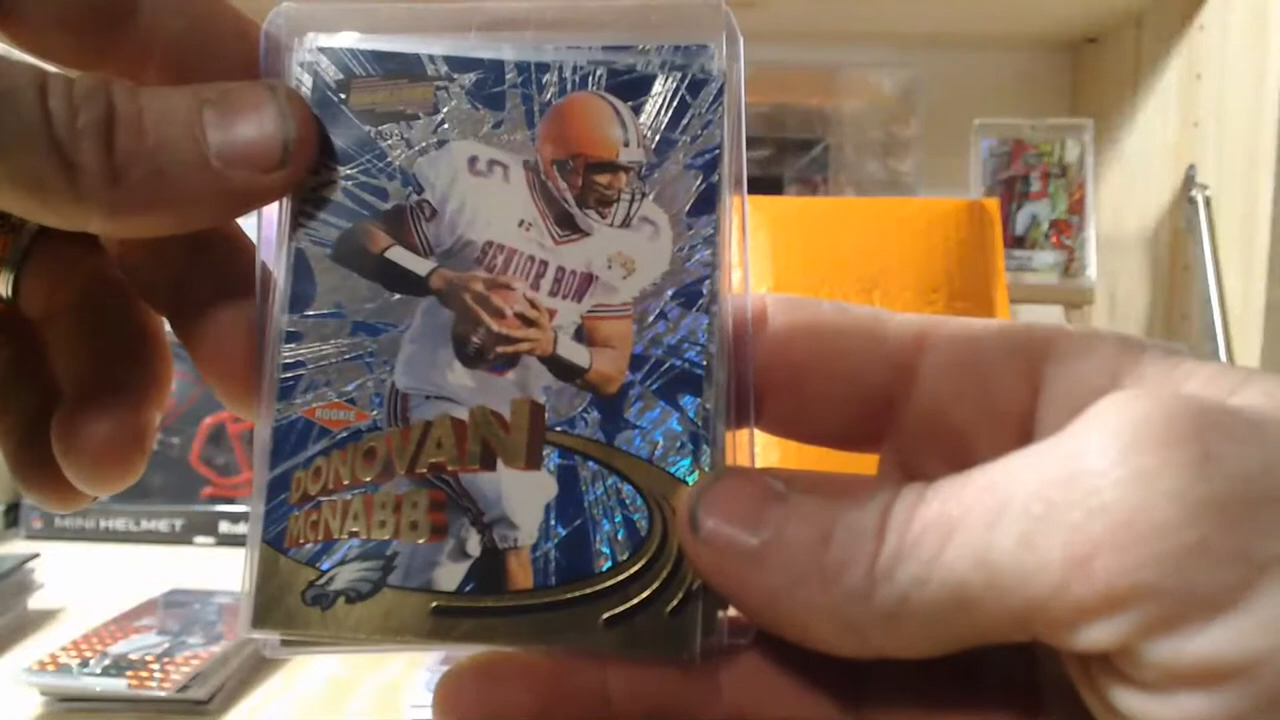 5
SENIOR BOWL
ROOKIE
DONOVAN
McNABB
MINI HELMET